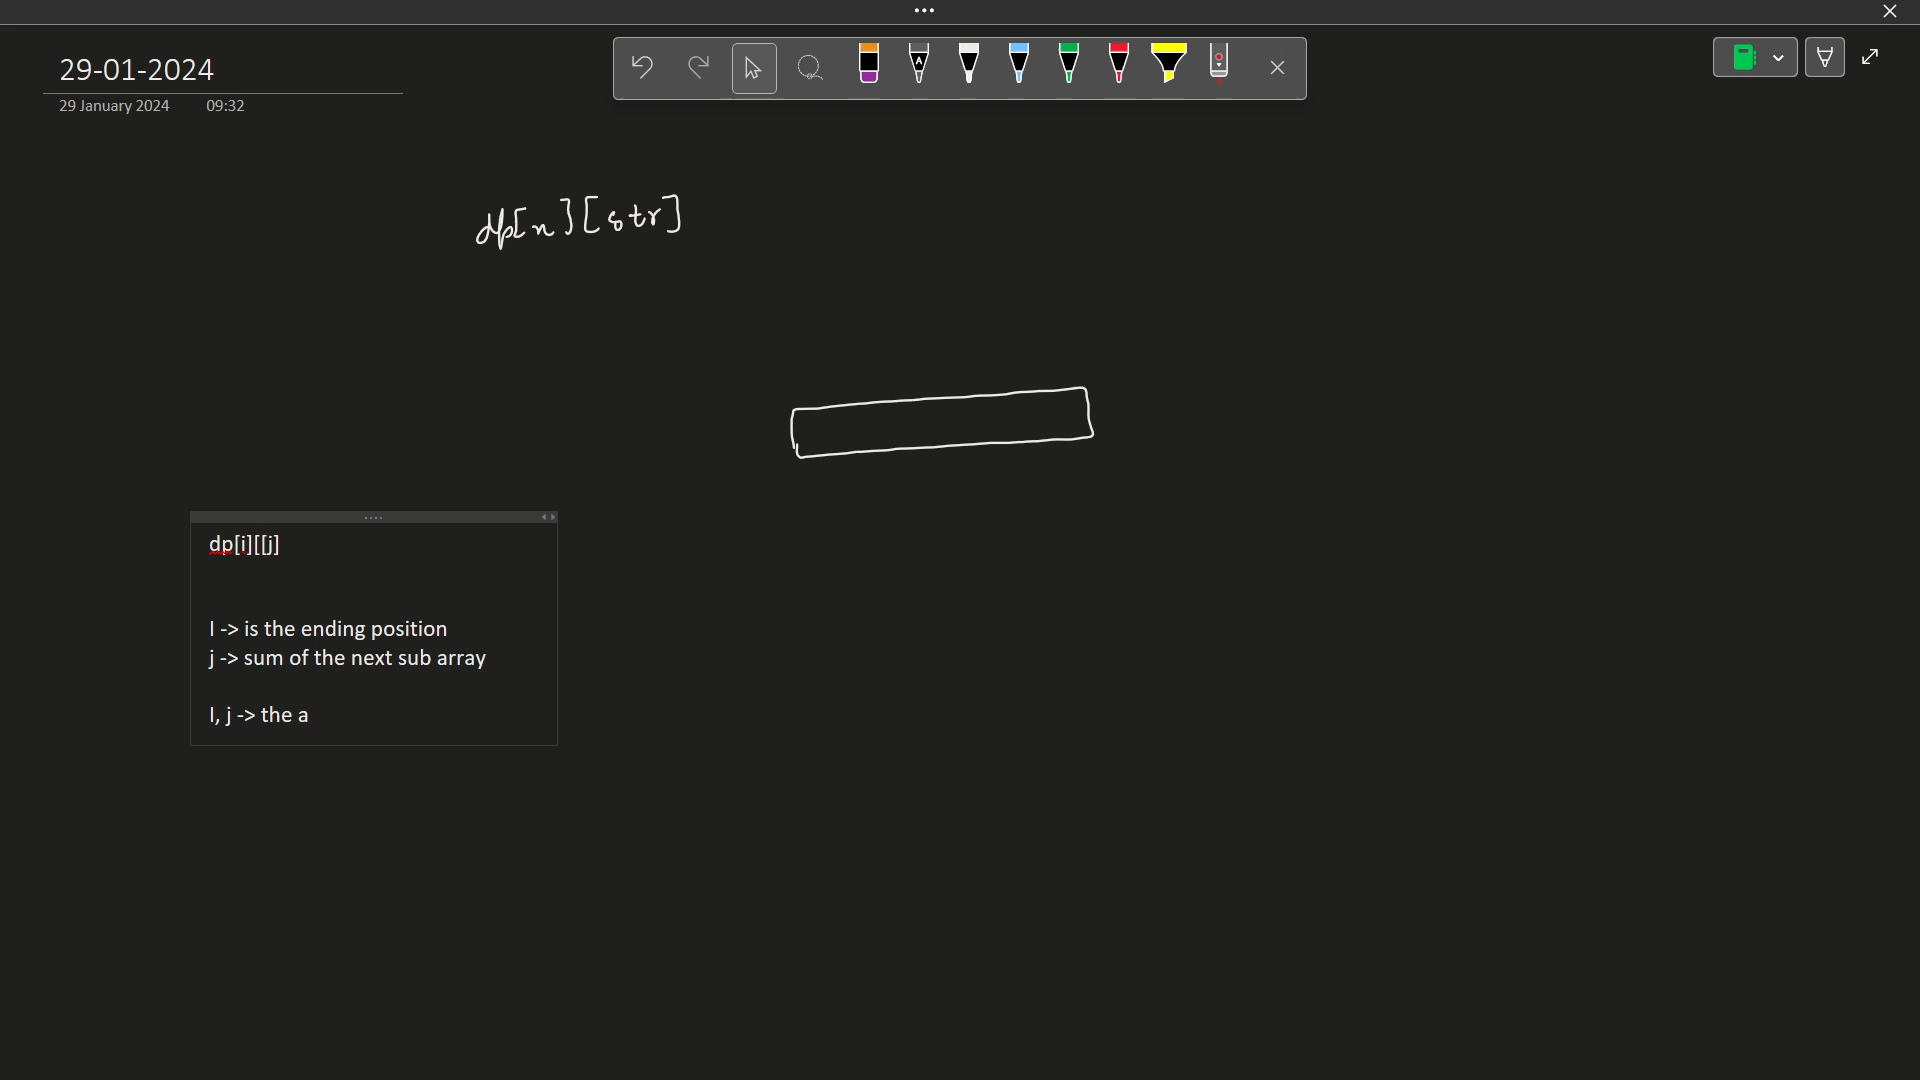 29-01-2024
29 January 2024 09:32
dp[n][str]
dp[i][[j]
I -> is the ending position
j -> sum of the next sub array
I, j -> the a